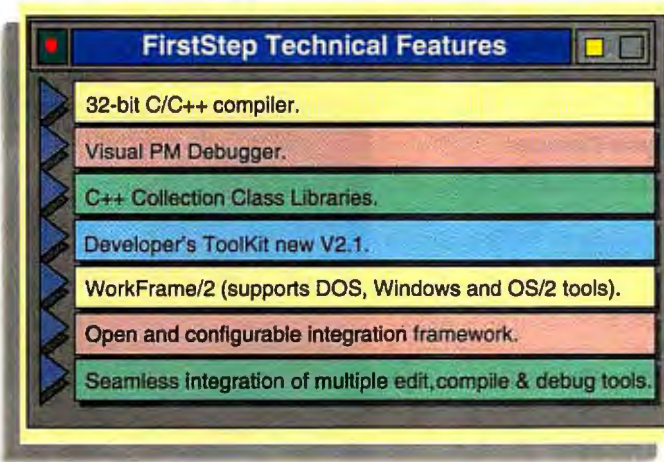 FirstStep Technical Features
32-bit C/C++ compiler.
Visual PM Debugger.
C++ Collection Class Libraries.
Developer's ToolKit new V2.1.
WorkFrame/2 (supports DOS, Windows and OS/2 tools).
Open and configurable integration framework.
Seamless integration of multiple edit,compile & debug tools.